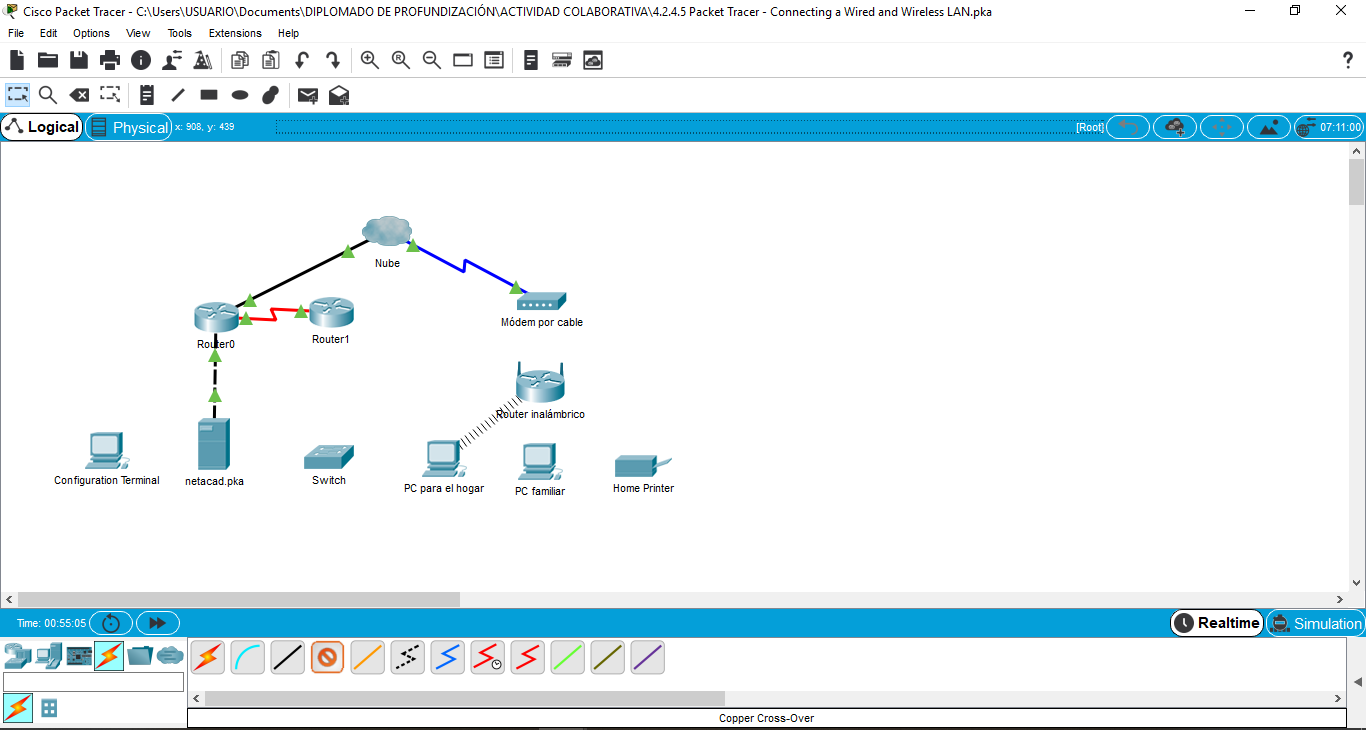 Cisco Packet Tracer - C:\Users\USUARIO\Documents\DIPLOMADO DE PROFUNDIZACIÓN\ACTIVIDAD COLABORATIVA\4.2.4.5 Packet Tracer - Connecting a Wired and Wireless LAN.pka
File Edit Options View Tools Extensions Help
Logical Physical x: 908, y: 439 [Root] 07:11:00
Nube
Módem por cable
Router0
Router1
Router inalámbrico
Configuration Terminal
netacad.pka
Switch
PC para el hogar
PC familiar
Home Printer
Time: 00:55:05 Realtime Simulation
Copper Cross-Over